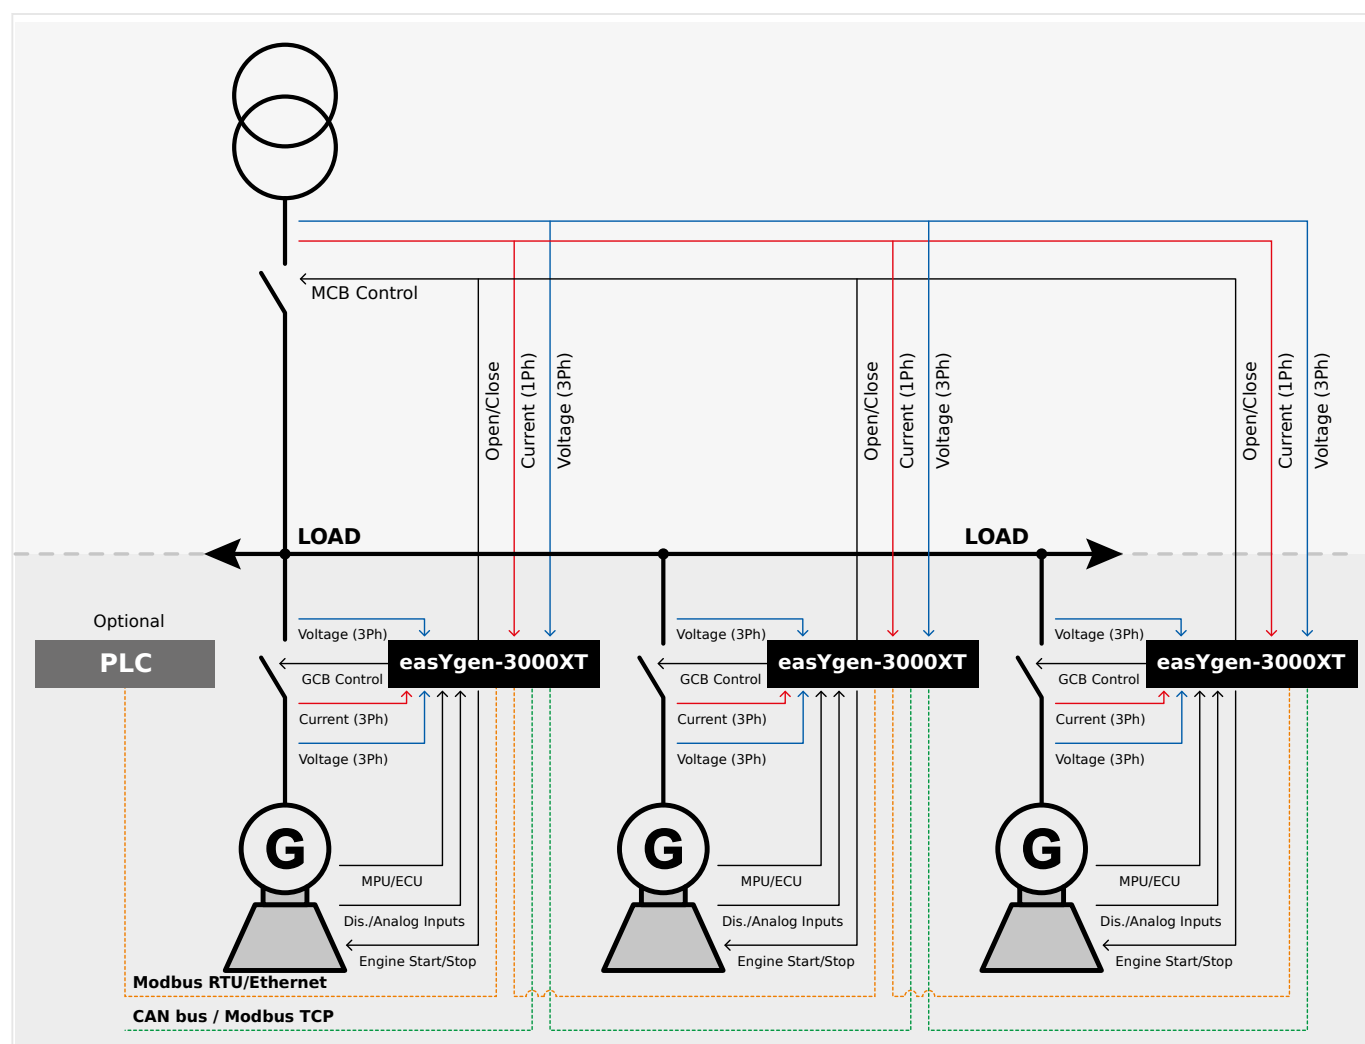 MCB Control
Open/Close
Current (1Ph)
Voltage (3Ph)
Open/Close
Current (1Ph)
Voltage (3Ph)
Open/Close
Current (1Ph)
Voltage (3Ph)
LOAD
LOAD
Optional
PLC
Voltage (3Ph)
easYgen-3000XT
GCB Control
Current (3Ph)
Voltage (3Ph)
G
MPU/ECU
Dis./Analog Inputs
Engine Start/Stop
Voltage (3Ph)
easYgen-3000XT
GCB Control
Current (3Ph)
Voltage (3Ph)
G
MPU/ECU
Dis./Analog Inputs
Engine Start/Stop
Voltage (3Ph)
easYgen-3000XT
GCB Control
Current (3Ph)
Voltage (3Ph)
G
MPU/ECU
Dis./Analog Inputs
Engine Start/Stop
Modbus RTU/Ethernet
CAN bus / Modbus TCP